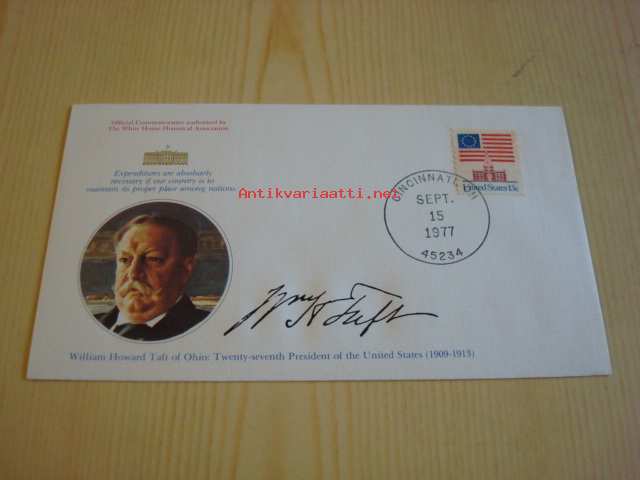 Official Commemorative authorized by
The White House Historical Association
Expenditures are absolutely
necessary if our country is to
maintain its proper place among nations.
Antikvariaatti.net
CINCINNATI, OH
SEPT.
15
1977
45234
United States 13c
Wm H Taft
William Howard Taft of Ohio: Twenty-seventh President of the United States (1909-1913)